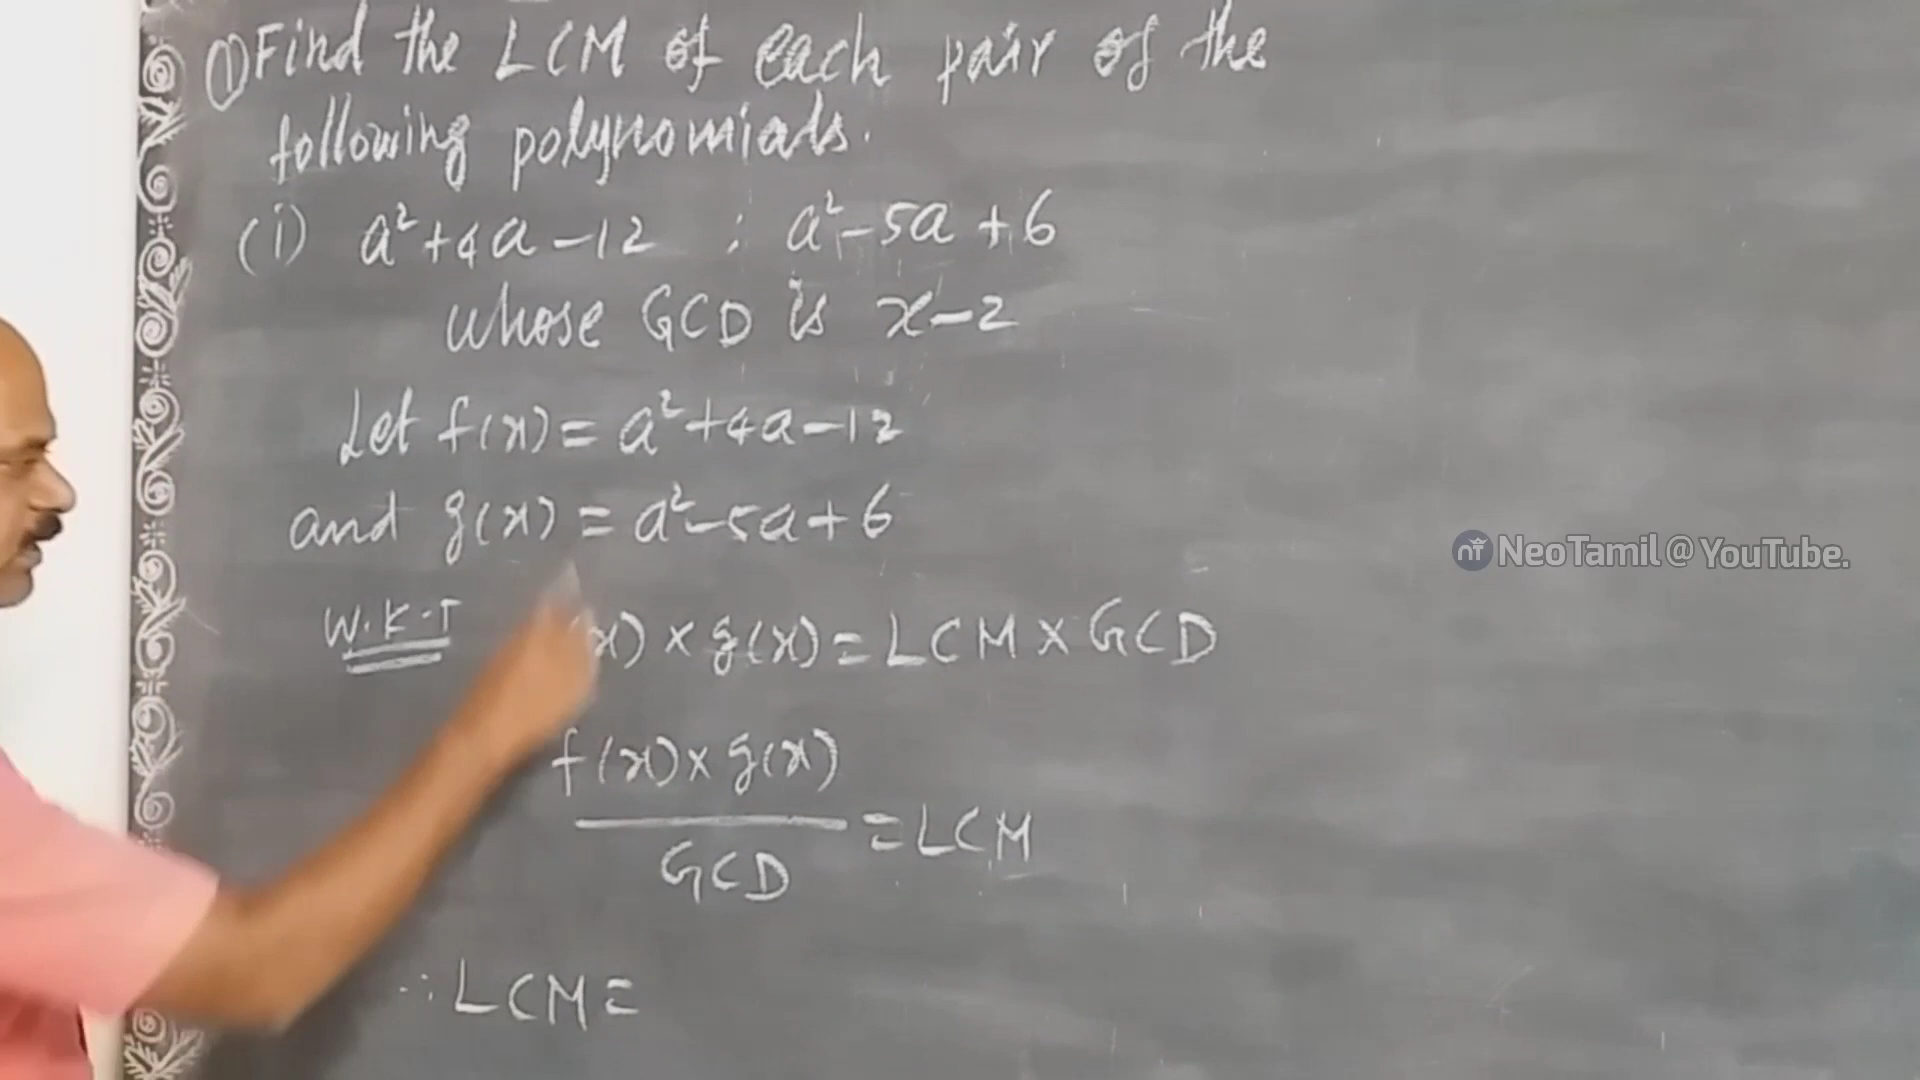 ① Find the LCM of each pair of the
following polynomials.
(i) a²+4a-12 ; a²-5a+6
whose GCD is x-2
Let f(x) = a²+4a-12
and g(x) = a²-5a+6
W.K.T (x) × g(x) = LCM × GCD
f(x) × g(x)
= LCM
GCD
∴ LCM =
NeoTamil@YouTube.